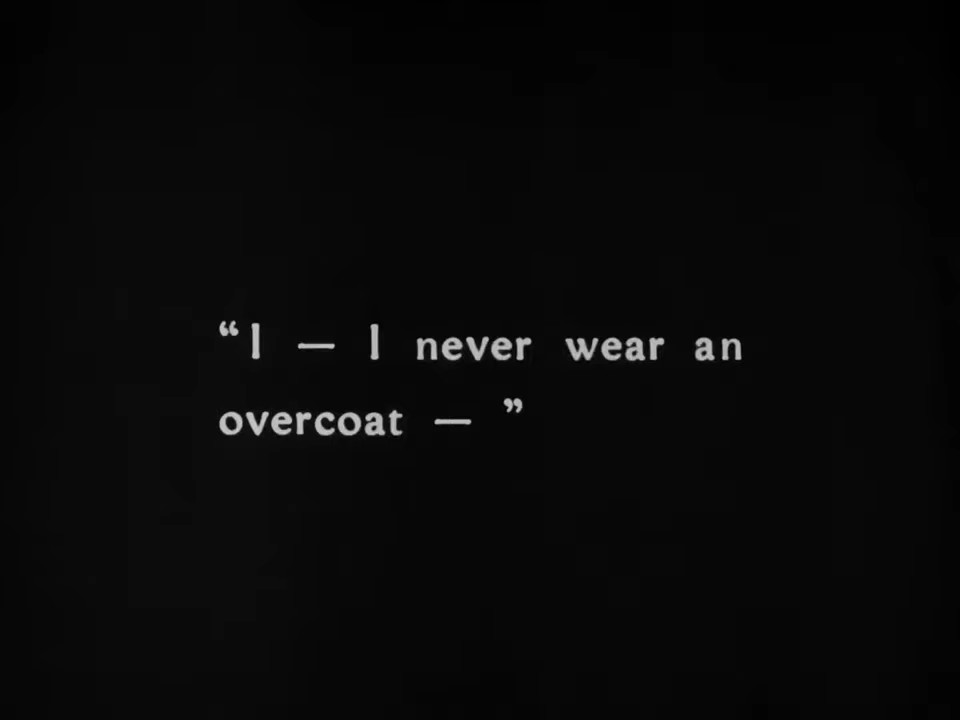 “I — I never wear an
overcoat — ”